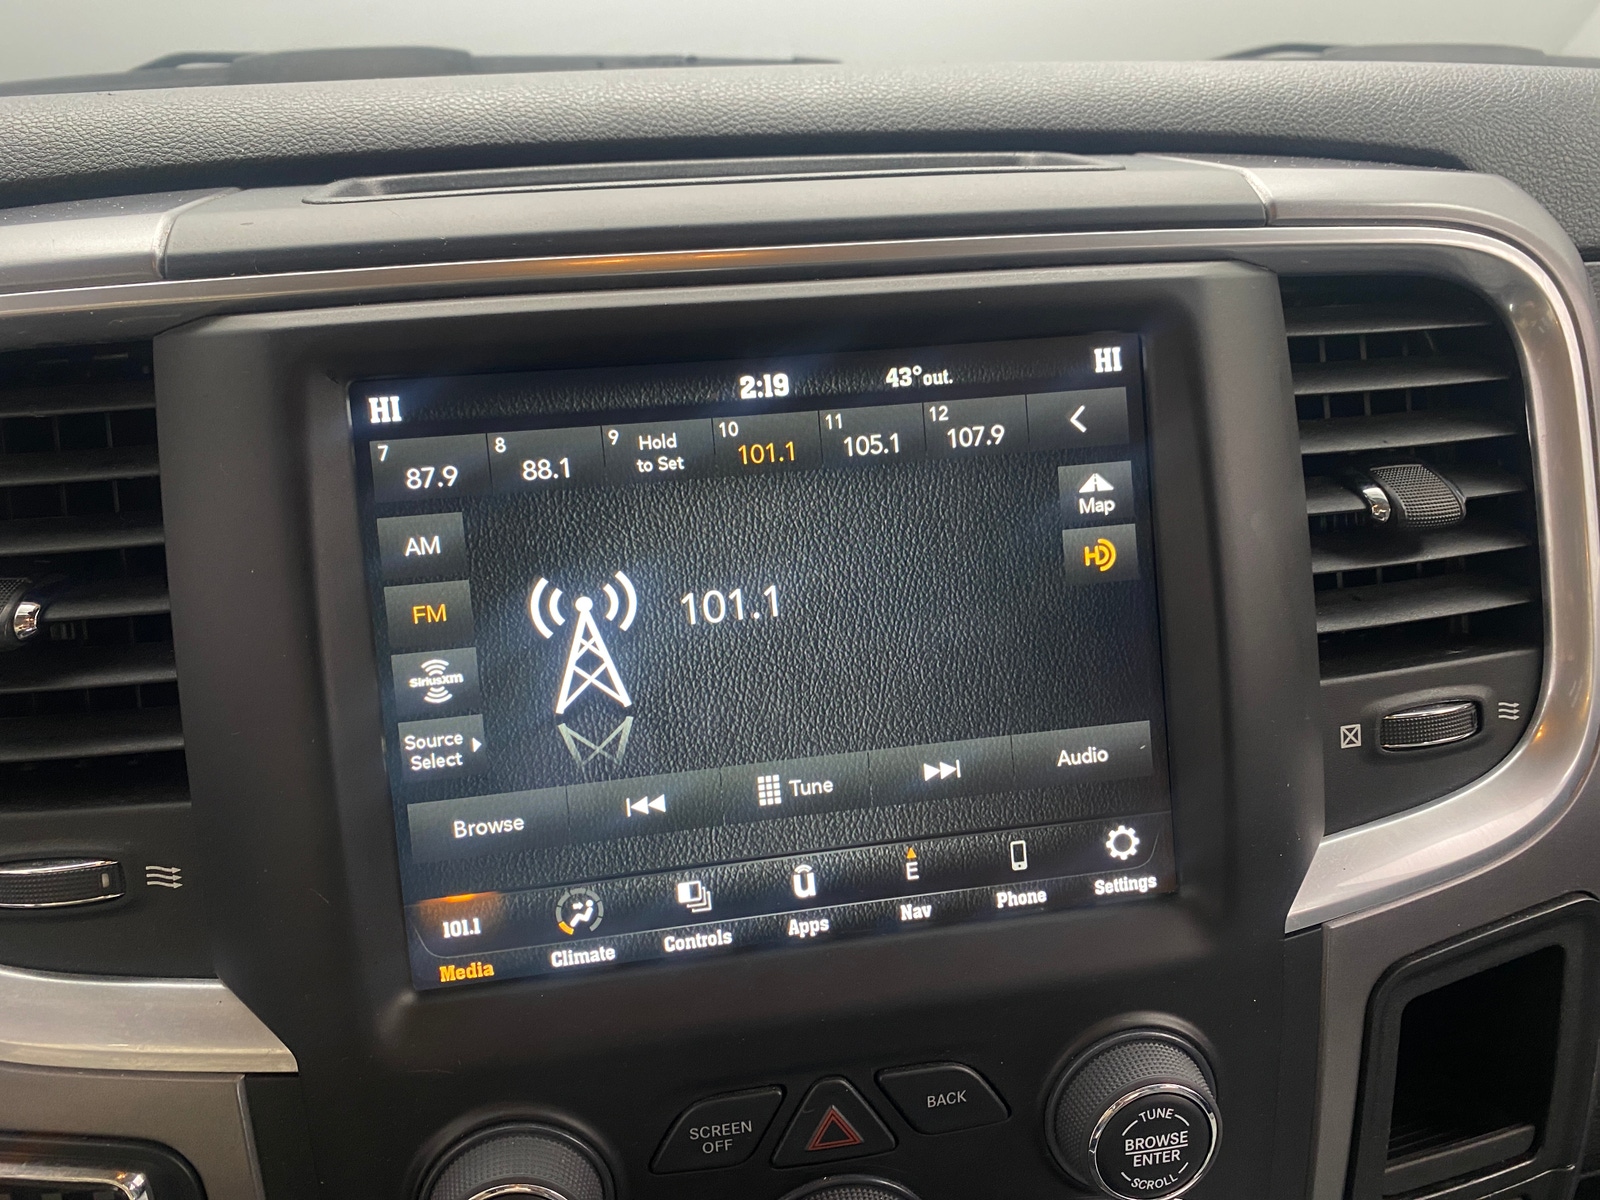 HI 2:19 43° out. HI
7 87.9 8 88.1 9 Hold to Set 10 101.1 11 105.1 12 107.9
Map
AM
HD
FM
101.1
SiriusXM
Source
Select
Browse Tune Audio
101.1 E
Media Climate Controls Apps Nav Phone Settings
SCREEN
OFF
BACK
TUNE
BROWSE
ENTER
SCROLL